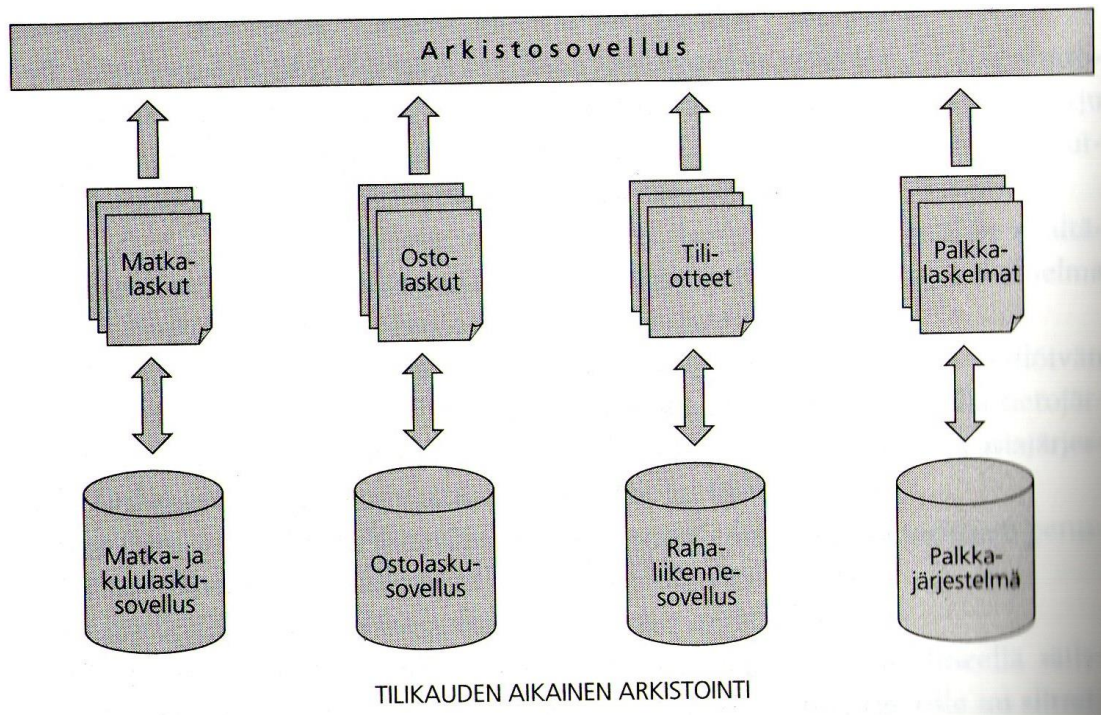 Arkistosovellus
Matka-
laskut
Osto-
laskut
Tili-
otteet
Palkka-
laskelmat
Matka- ja
kululasku-
sovellus
Ostolasku-
sovellus
Raha-
liikenne-
sovellus
Palkka-
järjestelmä
TILIKAUDEN AIKAINEN ARKISTOINTI